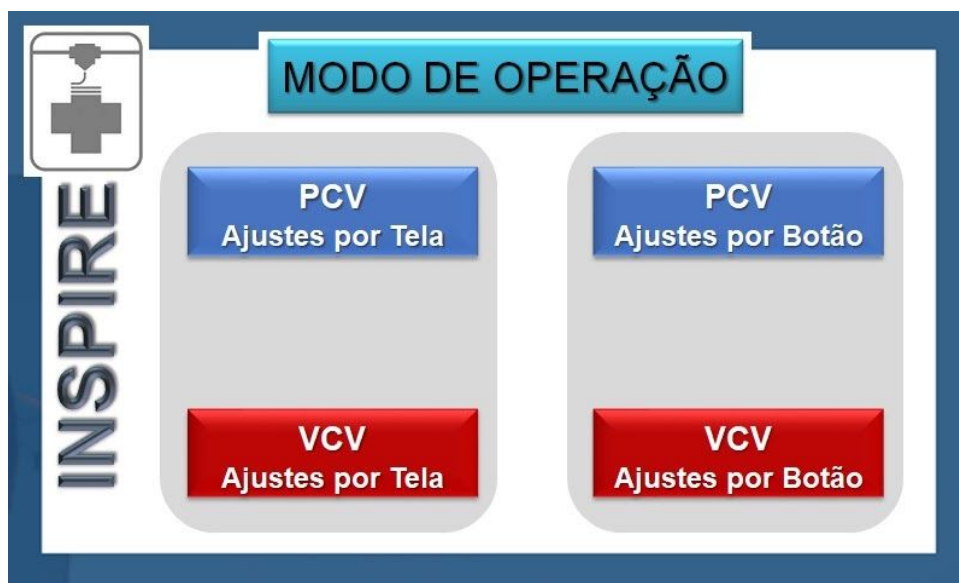 MODO DE OPERAÇÃO
INSPIRE
PCV
Ajustes por Tela
PCV
Ajustes por Botão
VCV
Ajustes por Tela
VCV
Ajustes por Botão